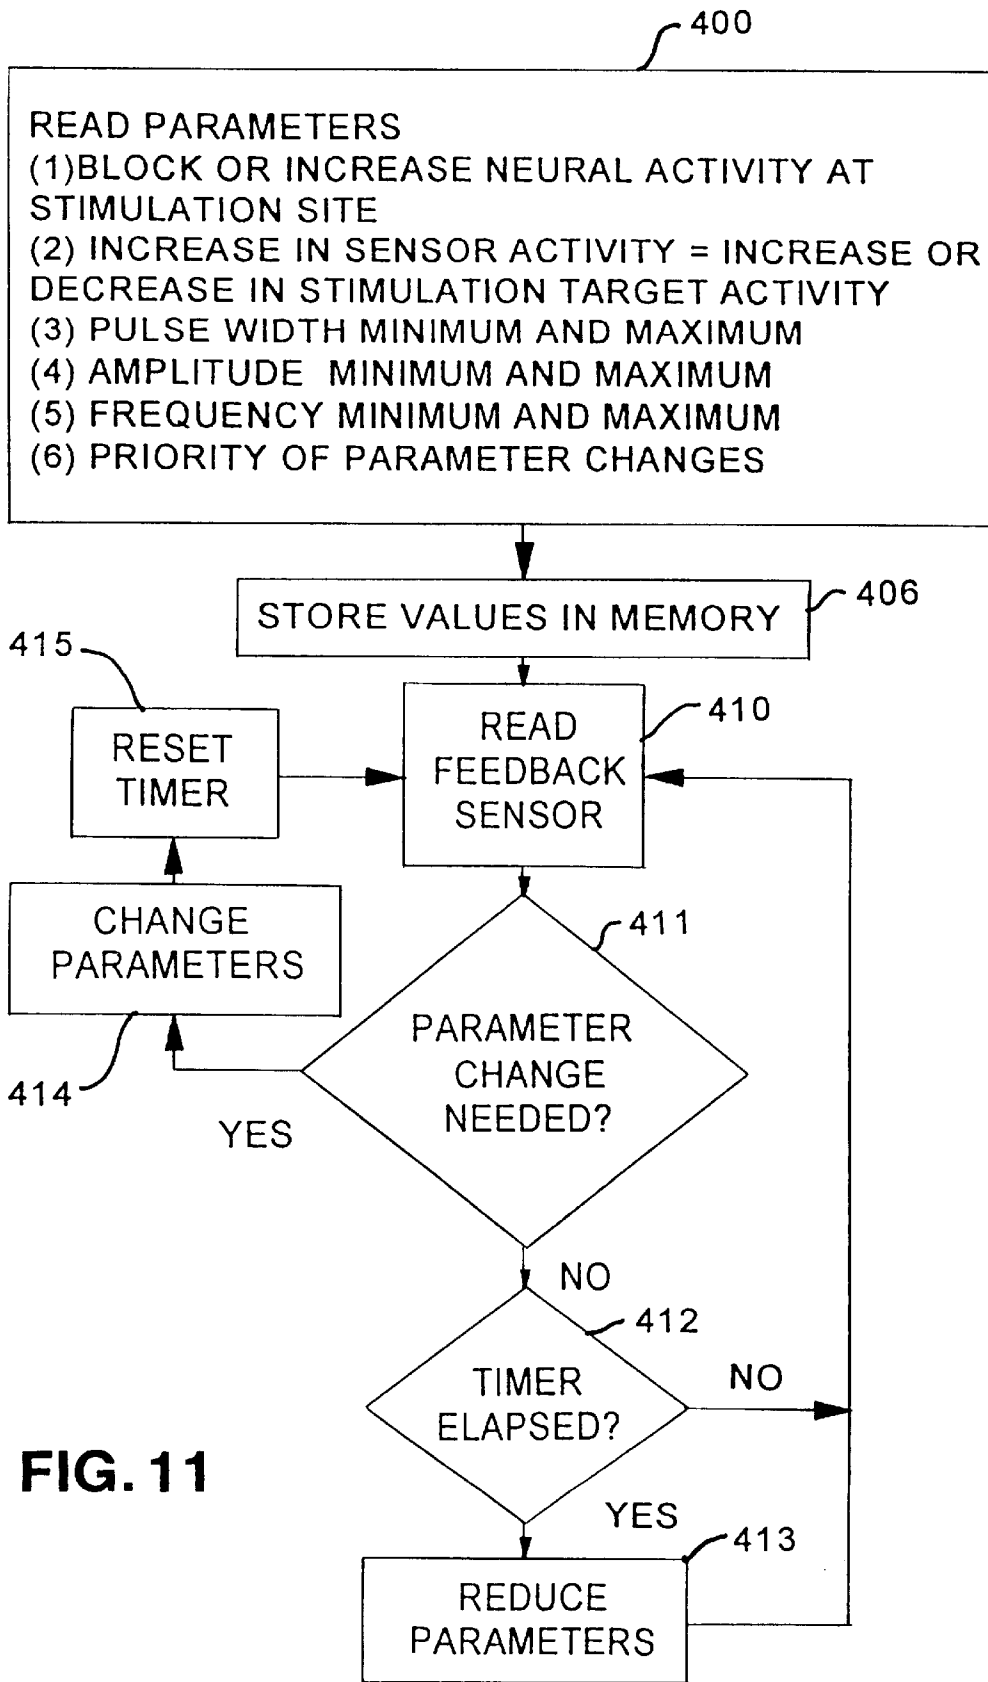 400
READ PARAMETERS
(1)BLOCK OR INCREASE NEURAL ACTIVITY AT
STIMULATION SITE
(2) INCREASE IN SENSOR ACTIVITY = INCREASE OR
DECREASE IN STIMULATION TARGET ACTIVITY
(3) PULSE WIDTH MINIMUM AND MAXIMUM
(4) AMPLITUDE MINIMUM AND MAXIMUM
(5) FREQUENCY MINIMUM AND MAXIMUM
(6) PRIORITY OF PARAMETER CHANGES
STORE VALUES IN MEMORY
406
415
RESET
TIMER
READ
FEEDBACK
SENSOR
410
CHANGE
PARAMETERS
414
411
PARAMETER
CHANGE
NEEDED?
YES
NO
412
TIMER
ELAPSED?
NO
FIG. 11
YES
413
REDUCE
PARAMETERS